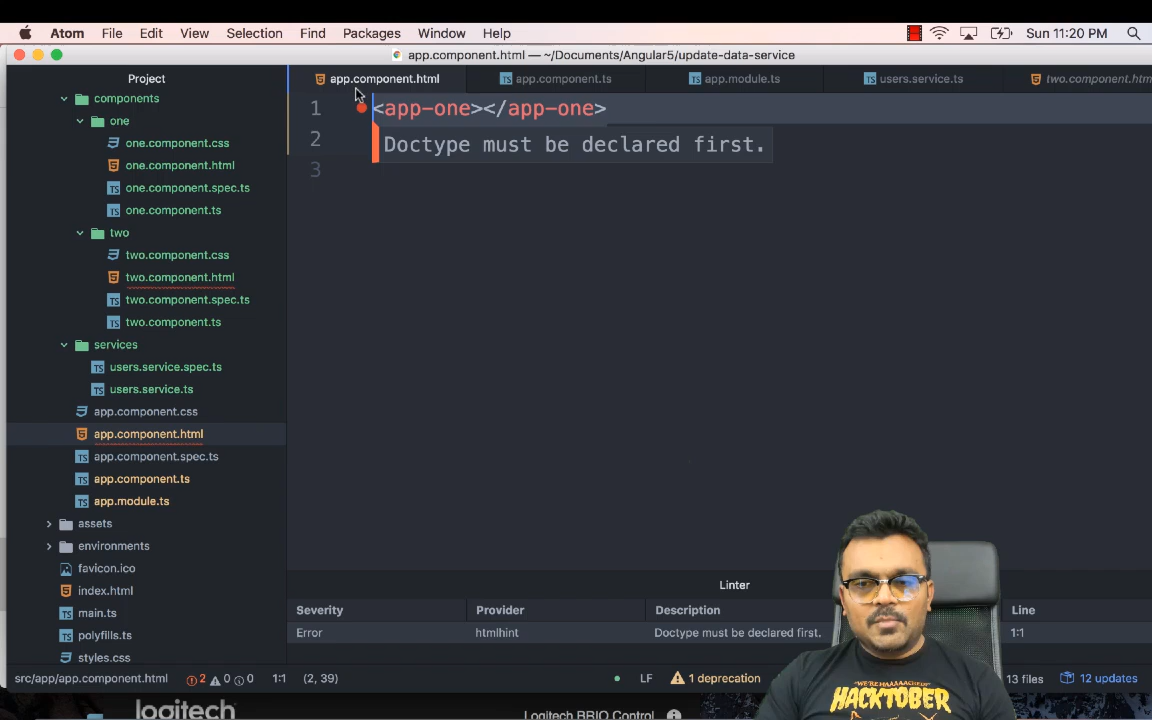 Atom File Edit View Selection Find Packages Window Help Sun 11:20 PM
app.component.html — ~/Documents/Angular5/update-data-service
Project
components
one
one.component.css
one.component.html
one.component.spec.ts
one.component.ts
two
two.component.css
two.component.html
two.component.spec.ts
two.component.ts
services
users.service.spec.ts
users.service.ts
app.component.css
app.component.html
app.component.spec.ts
app.component.ts
app.module.ts
assets
environments
favicon.ico
index.html
main.ts
polyfills.ts
styles.css
app.component.html app.component.ts app.module.ts users.service.ts two.component.htm
1 <app-one></app-one>
2 Doctype must be declared first.
3
Linter
Severity Provider Description Line
Error htmlhint Doctype must be declared first. 1:1
src/app/app.component.html 2 0 0 1:1 (2, 39) LF 1 deprecation 13 files 12 updates
logitech Logitech BRIO Control
"WE'RE HAAAAACHED!"
HACKTOBER